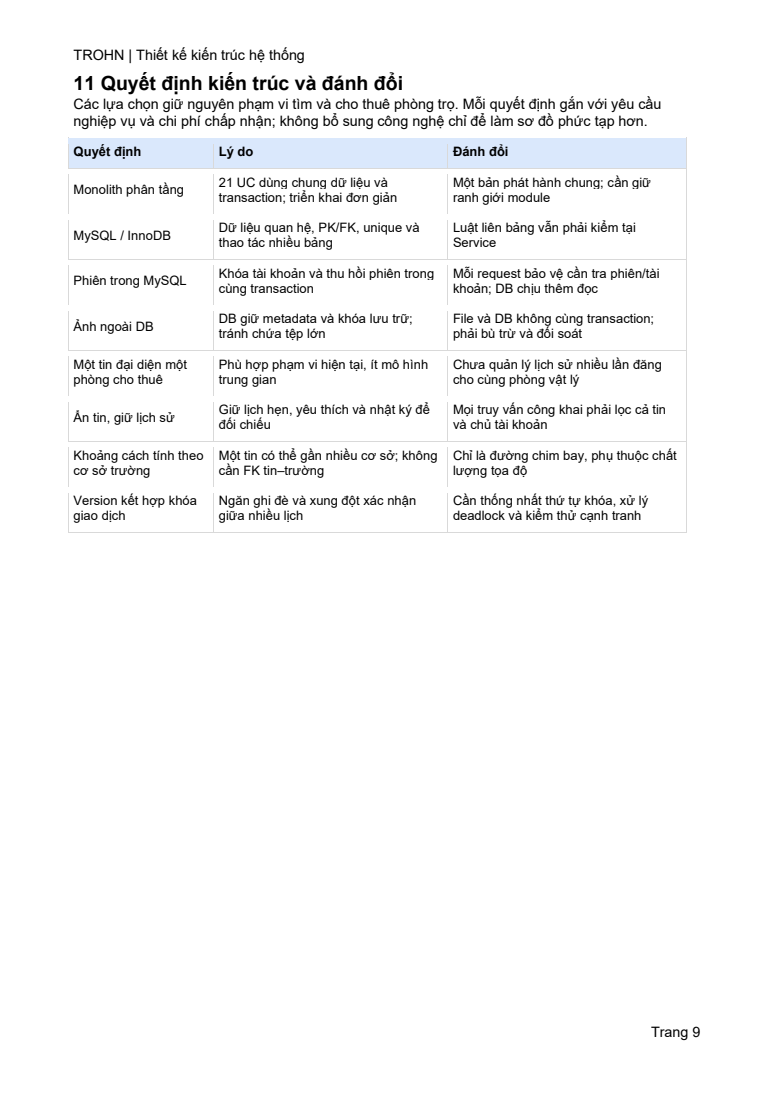 TROHN | Thiết kế kiến trúc hệ thống
11 Quyết định kiến trúc và đánh đổi
Các lựa chọn giữ nguyên phạm vi tìm và cho thuê phòng trọ. Mỗi quyết định gắn với yêu cầu
nghiệp vụ và chi phí chấp nhận; không bổ sung công nghệ chỉ để làm sơ đồ phức tạp hơn.
Quyết định Lý do Đánh đổi
Monolith phân tầng
21 UC dùng chung dữ liệu và
transaction; triển khai đơn giản
Một bản phát hành chung; cần giữ
ranh giới module
MySQL / InnoDB
Dữ liệu quan hệ, PK/FK, unique và
thao tác nhiều bảng
Luật liên bảng vẫn phải kiểm tại
Service
Phiên trong MySQL
Khóa tài khoản và thu hồi phiên trong
cùng transaction
Mỗi request bảo vệ cần tra phiên/tài
khoản; DB chịu thêm đọc
Ảnh ngoài DB
DB giữ metadata và khóa lưu trữ;
tránh chứa tệp lớn
File và DB không cùng transaction;
phải bù trừ và đối soát
Một tin đại diện một
phòng cho thuê
Phù hợp phạm vi hiện tại, ít mô hình
trung gian
Chưa quản lý lịch sử nhiều lần đăng
cho cùng phòng vật lý
Ẩn tin, giữ lịch sử
Giữ lịch hẹn, yêu thích và nhật ký để
đối chiếu
Mọi truy vấn công khai phải lọc cả tin
và chủ tài khoản
Khoảng cách tính theo
cơ sở trường
Một tin có thể gần nhiều cơ sở; không
cần FK tin–trường
Chỉ là đường chim bay, phụ thuộc chất
lượng tọa độ
Version kết hợp khóa
giao dịch
Ngăn ghi đè và xung đột xác nhận
giữa nhiều lịch
Cần thống nhất thứ tự khóa, xử lý
deadlock và kiểm thử cạnh tranh
Trang 9